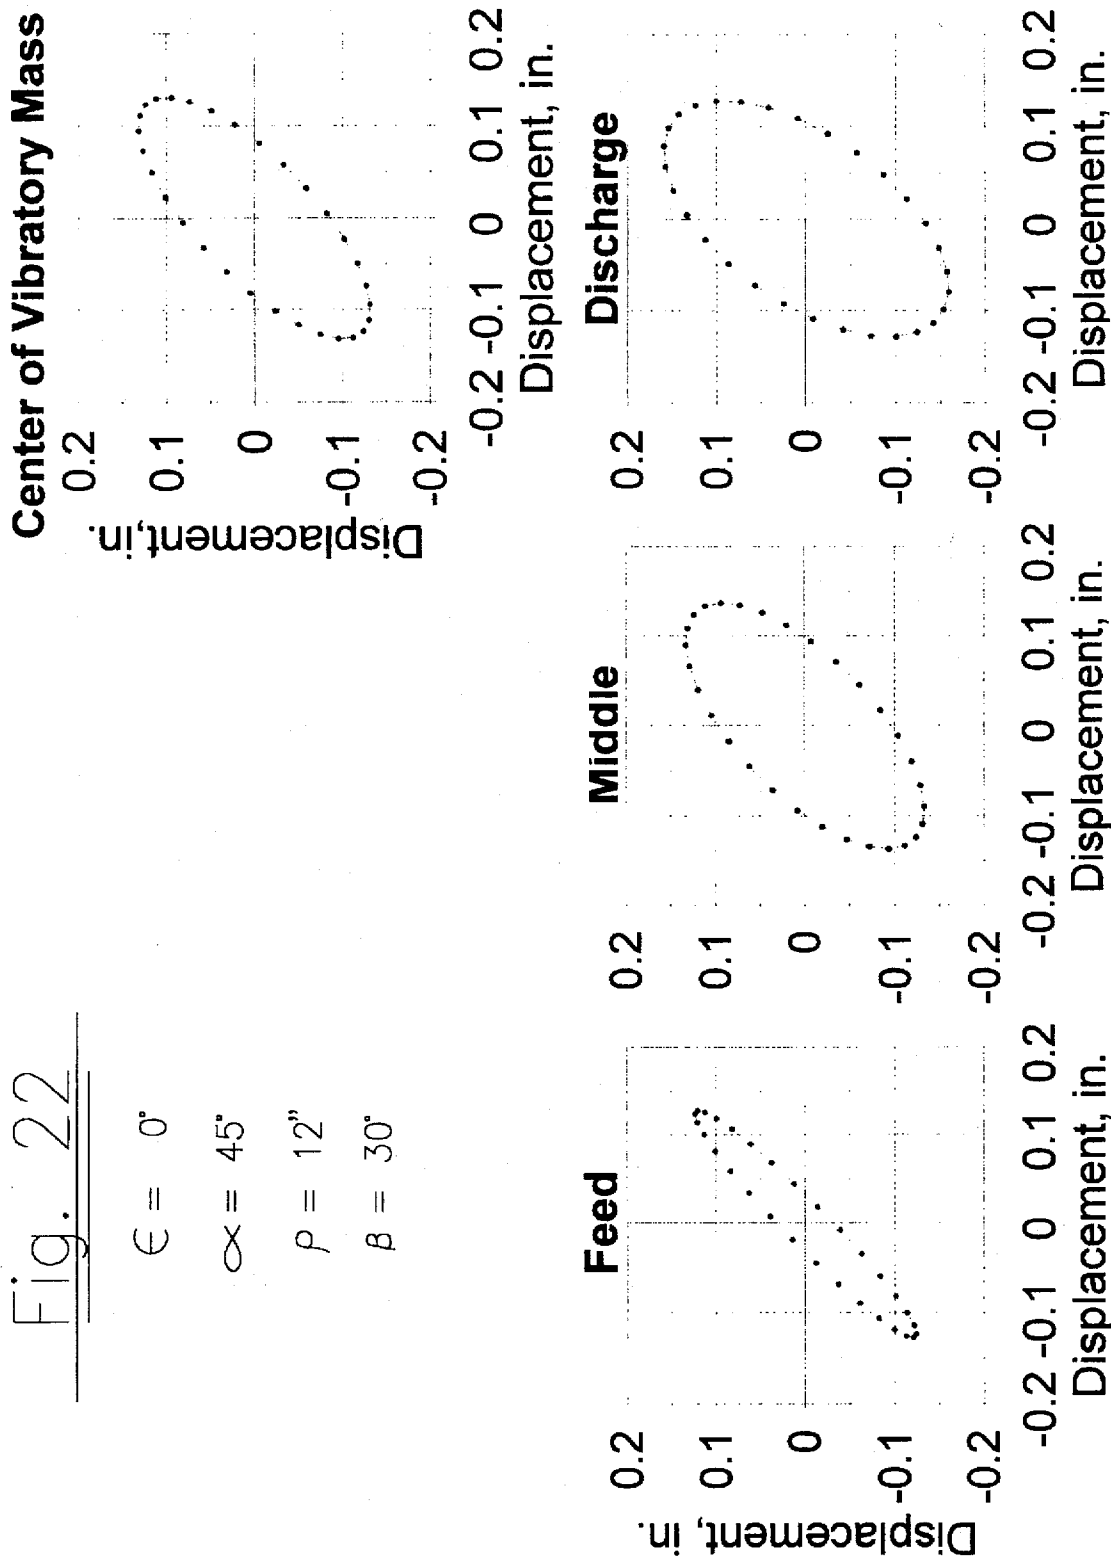 Fig. 22
Є = 0°
∝ = 45°
ρ = 12"
β = 30°
Center of Vibratory Mass
0.2
0.1
0
-0.1
-0.2
Displacement,in.
-0.2 -0.1 0 0.1 0.2
Displacement, in.
Feed
0.2
0.1
0
-0.1
-0.2
Displacement, in.
-0.2 -0.1 0 0.1 0.2
Displacement, in.
Middle
0.2
0.1
0
-0.1
-0.2
-0.2 -0.1 0 0.1 0.2
Displacement, in.
Discharge
0.2
0.1
0
-0.1
-0.2
-0.2 -0.1 0 0.1 0.2
Displacement, in.